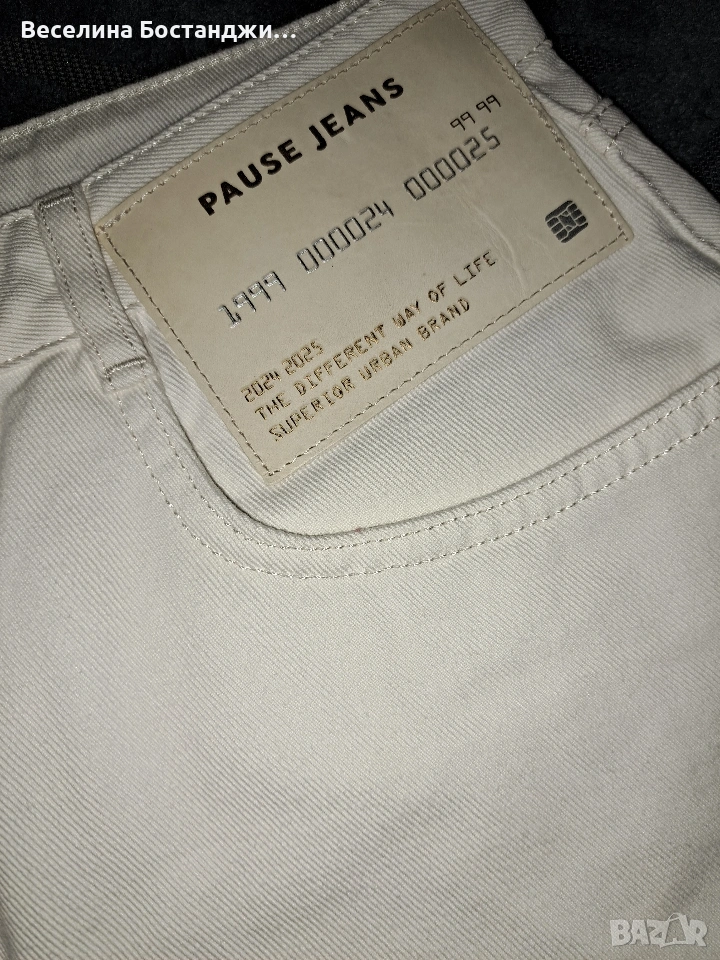 Веселина Бостанджи...
PAUSE JEANS
99 99
1999 000024 000025
2024 2025
THE DIFFERENT WAY OF LIFE
SUPERIOR URBAN BRAND
BAZAR